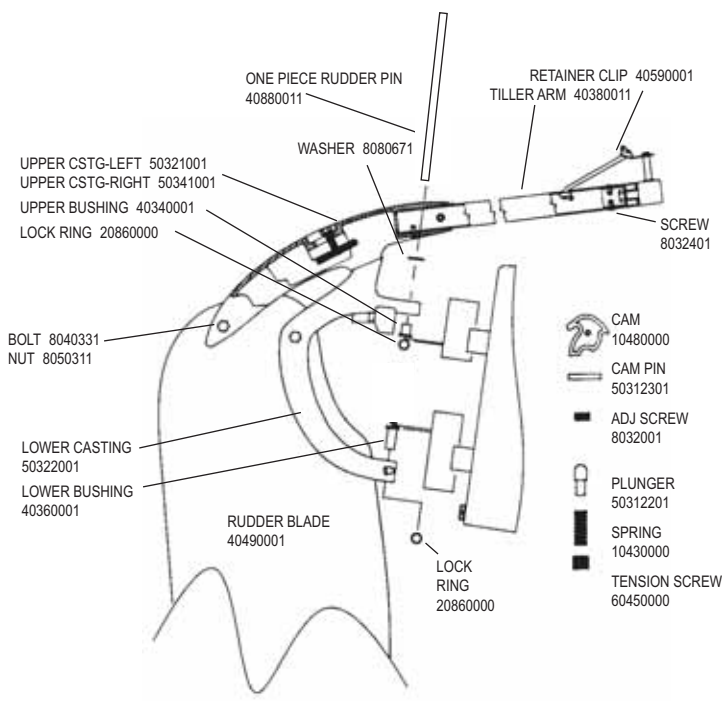 ONE PIECE RUDDER PIN
40880011
RETAINER CLIP 40590001
TILLER ARM 40380011
WASHER 8080671
UPPER CSTG-LEFT 50321001
UPPER CSTG-RIGHT 50341001
UPPER BUSHING 40340001
LOCK RING 20860000
SCREW
8032401
BOLT 8040331
NUT 8050311
CAM
10480000
CAM PIN
50312301
ADJ SCREW
8032001
LOWER CASTING
50322001
LOWER BUSHING
40360001
RUDDER BLADE
40490001
LOCK
RING
20860000
PLUNGER
50312201
SPRING
10430000
TENSION SCREW
60450000